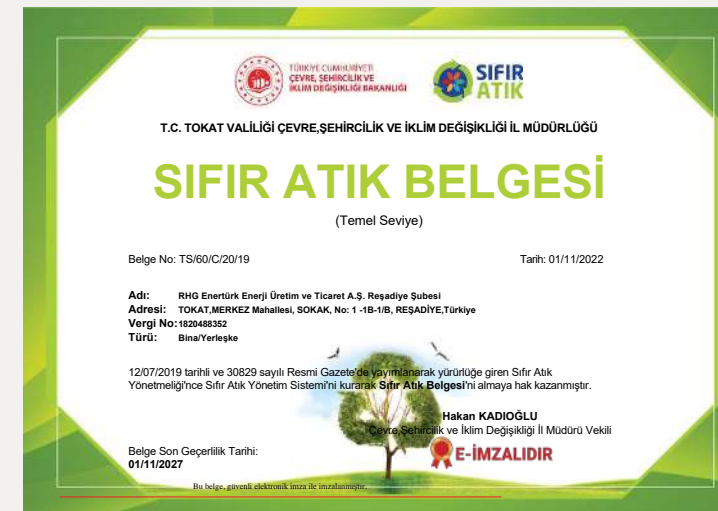 TÜRKİYE CUMHURİYETİ
ÇEVRE, ŞEHİRCİLİK VE
İKLİM DEĞİŞİKLİĞİ BAKANLIĞI
SIFIR
ATIK
T.C. TOKAT VALİLİĞİ ÇEVRE,ŞEHİRCİLİK VE İKLİM DEĞİŞİKLİĞİ İL MÜDÜRLÜĞÜ
SIFIR ATIK BELGESİ
(Temel Seviye)
Belge No: TS/60/C/20/19 Tarih: 01/11/2022
Adı: RHG Enertürk Enerji Üretim ve Ticaret A.Ş. Reşadiye Şubesi
Adresi: TOKAT,MERKEZ Mahallesi, SOKAK, No: 1 -1B-1/B, REŞADİYE,Türkiye
Vergi No: 1820488352
Türü: Bina/Yerleşke
12/07/2019 tarihli ve 30829 sayılı Resmi Gazete'de yayımlanarak yürürlüğe giren Sıfır Atık
Yönetmeliği'nce Sıfır Atık Yönetim Sistemi'ni kurarak Sıfır Atık Belgesi'ni almaya hak kazanmıştır.
Hakan KADIOĞLU
Çevre,Şehircilik ve İklim Değişikliği İl Müdürü Vekili
E-İMZALIDIR
Belge Son Geçerlilik Tarihi:
01/11/2027
Bu belge, güvenli elektronik imza ile imzalanmıştır.